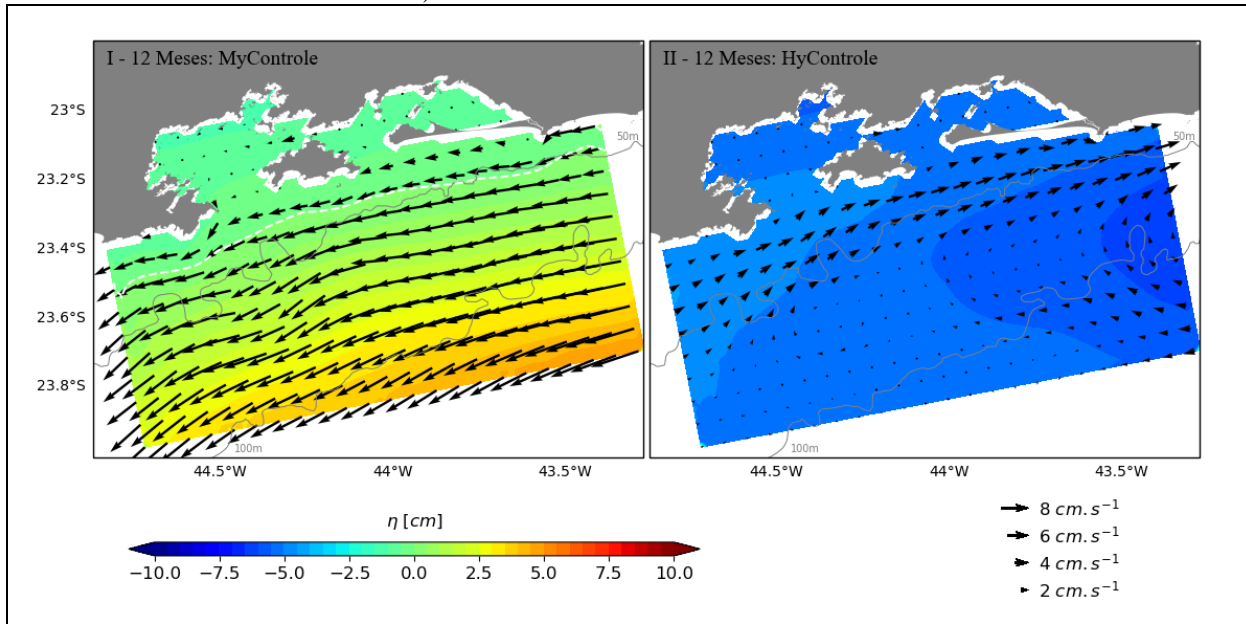 I - 12 Meses: MyControle
II - 12 Meses: HyControle
23°S
23.2°S
23.4°S
23.6°S
23.8°S
50m
100m
50m
100m
44.5°W 44°W 43.5°W
44.5°W 44°W 43.5°W
η [cm]
−10.0 −7.5 −5.0 −2.5 0.0 2.5 5.0 7.5 10.0
8 cm.s⁻¹
6 cm.s⁻¹
4 cm.s⁻¹
2 cm.s⁻¹